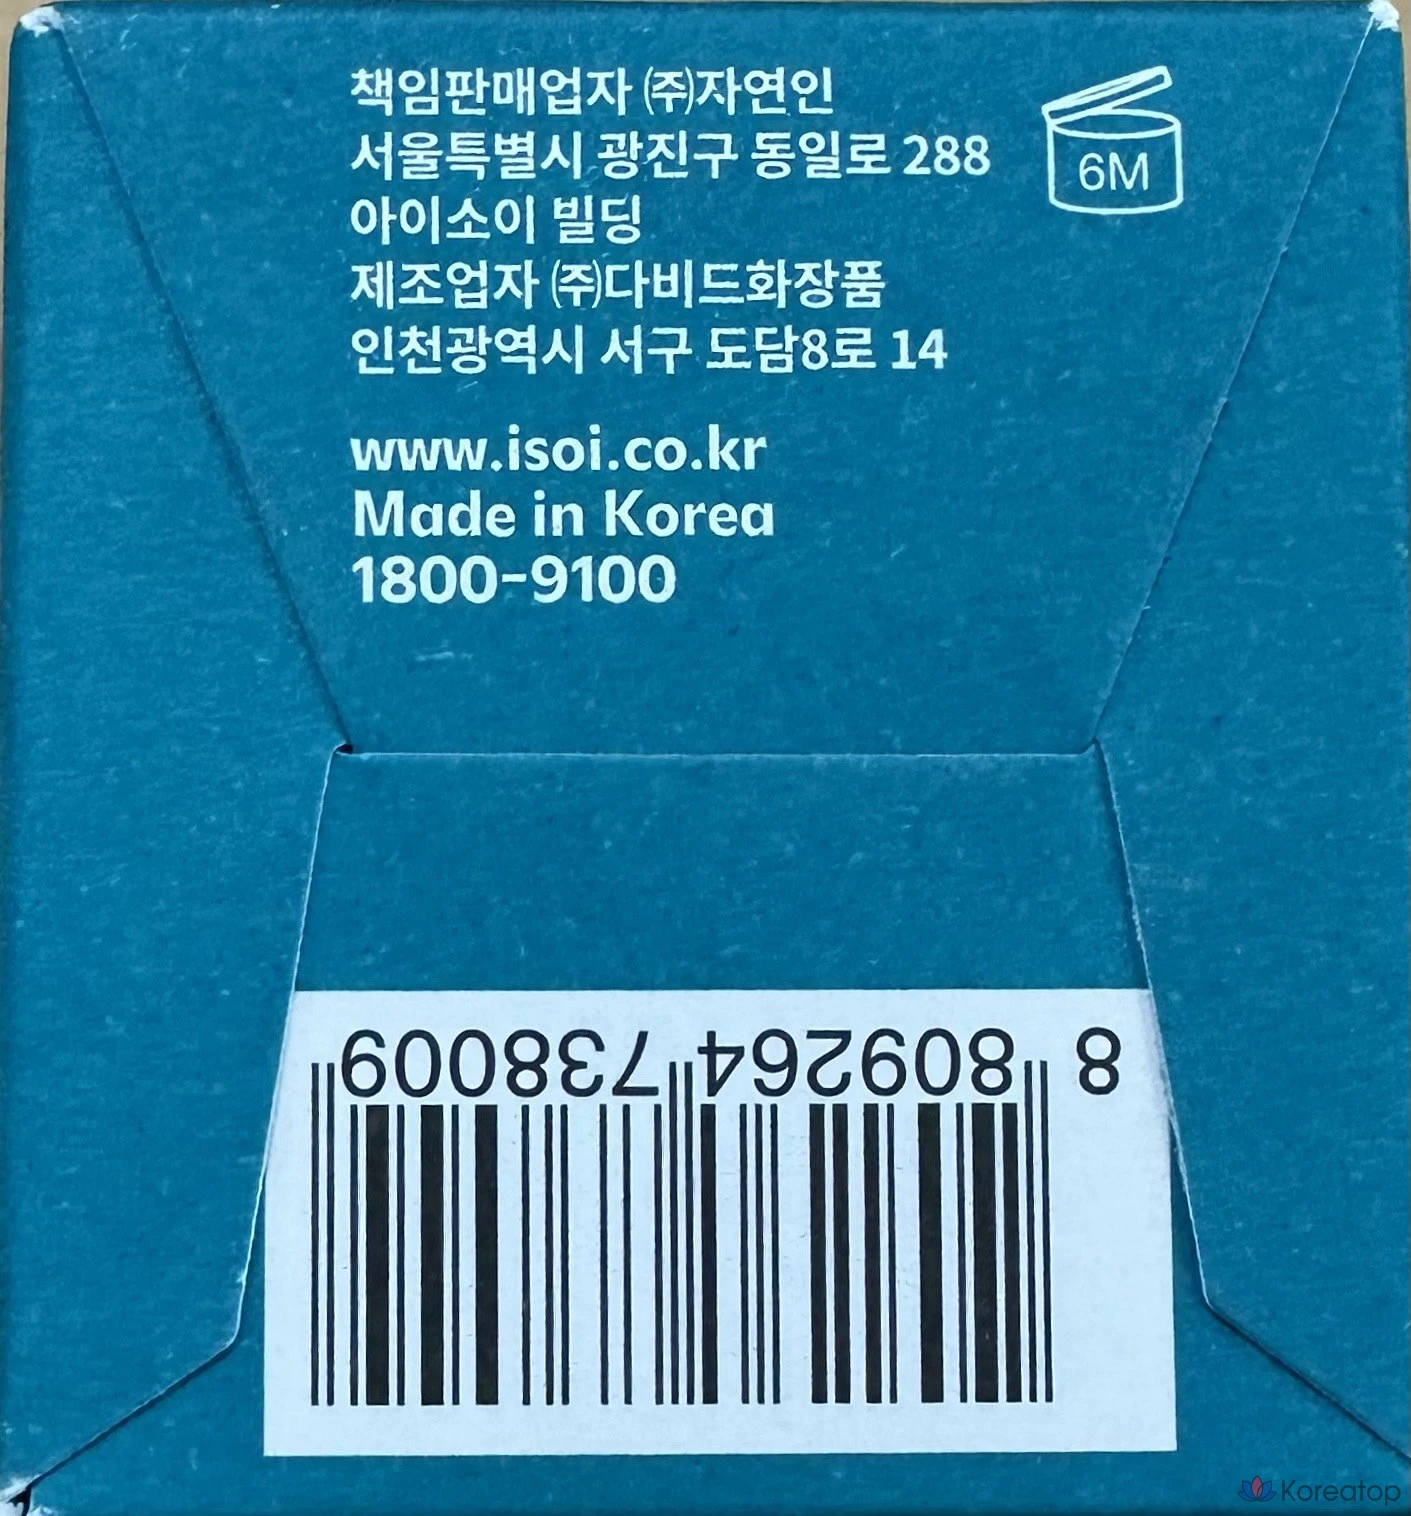 책임판매업자 ㈜자연인
서울특별시 광진구 동일로 288
아이소이 빌딩
제조업자 ㈜다비드화장품
인천광역시 서구 도담8로 14
6M
www.isoi.co.kr
Made in Korea
1800-9100
8 809264 738009
Koreatop